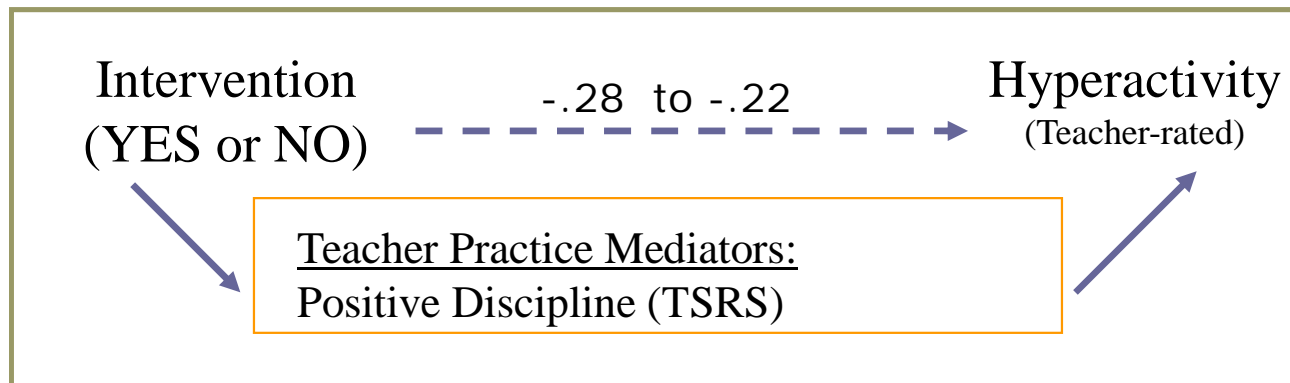 Intervention
(YES or NO)
-.28 to -.22
Hyperactivity
(Teacher-rated)
Teacher Practice Mediators:
Positive Discipline (TSRS)